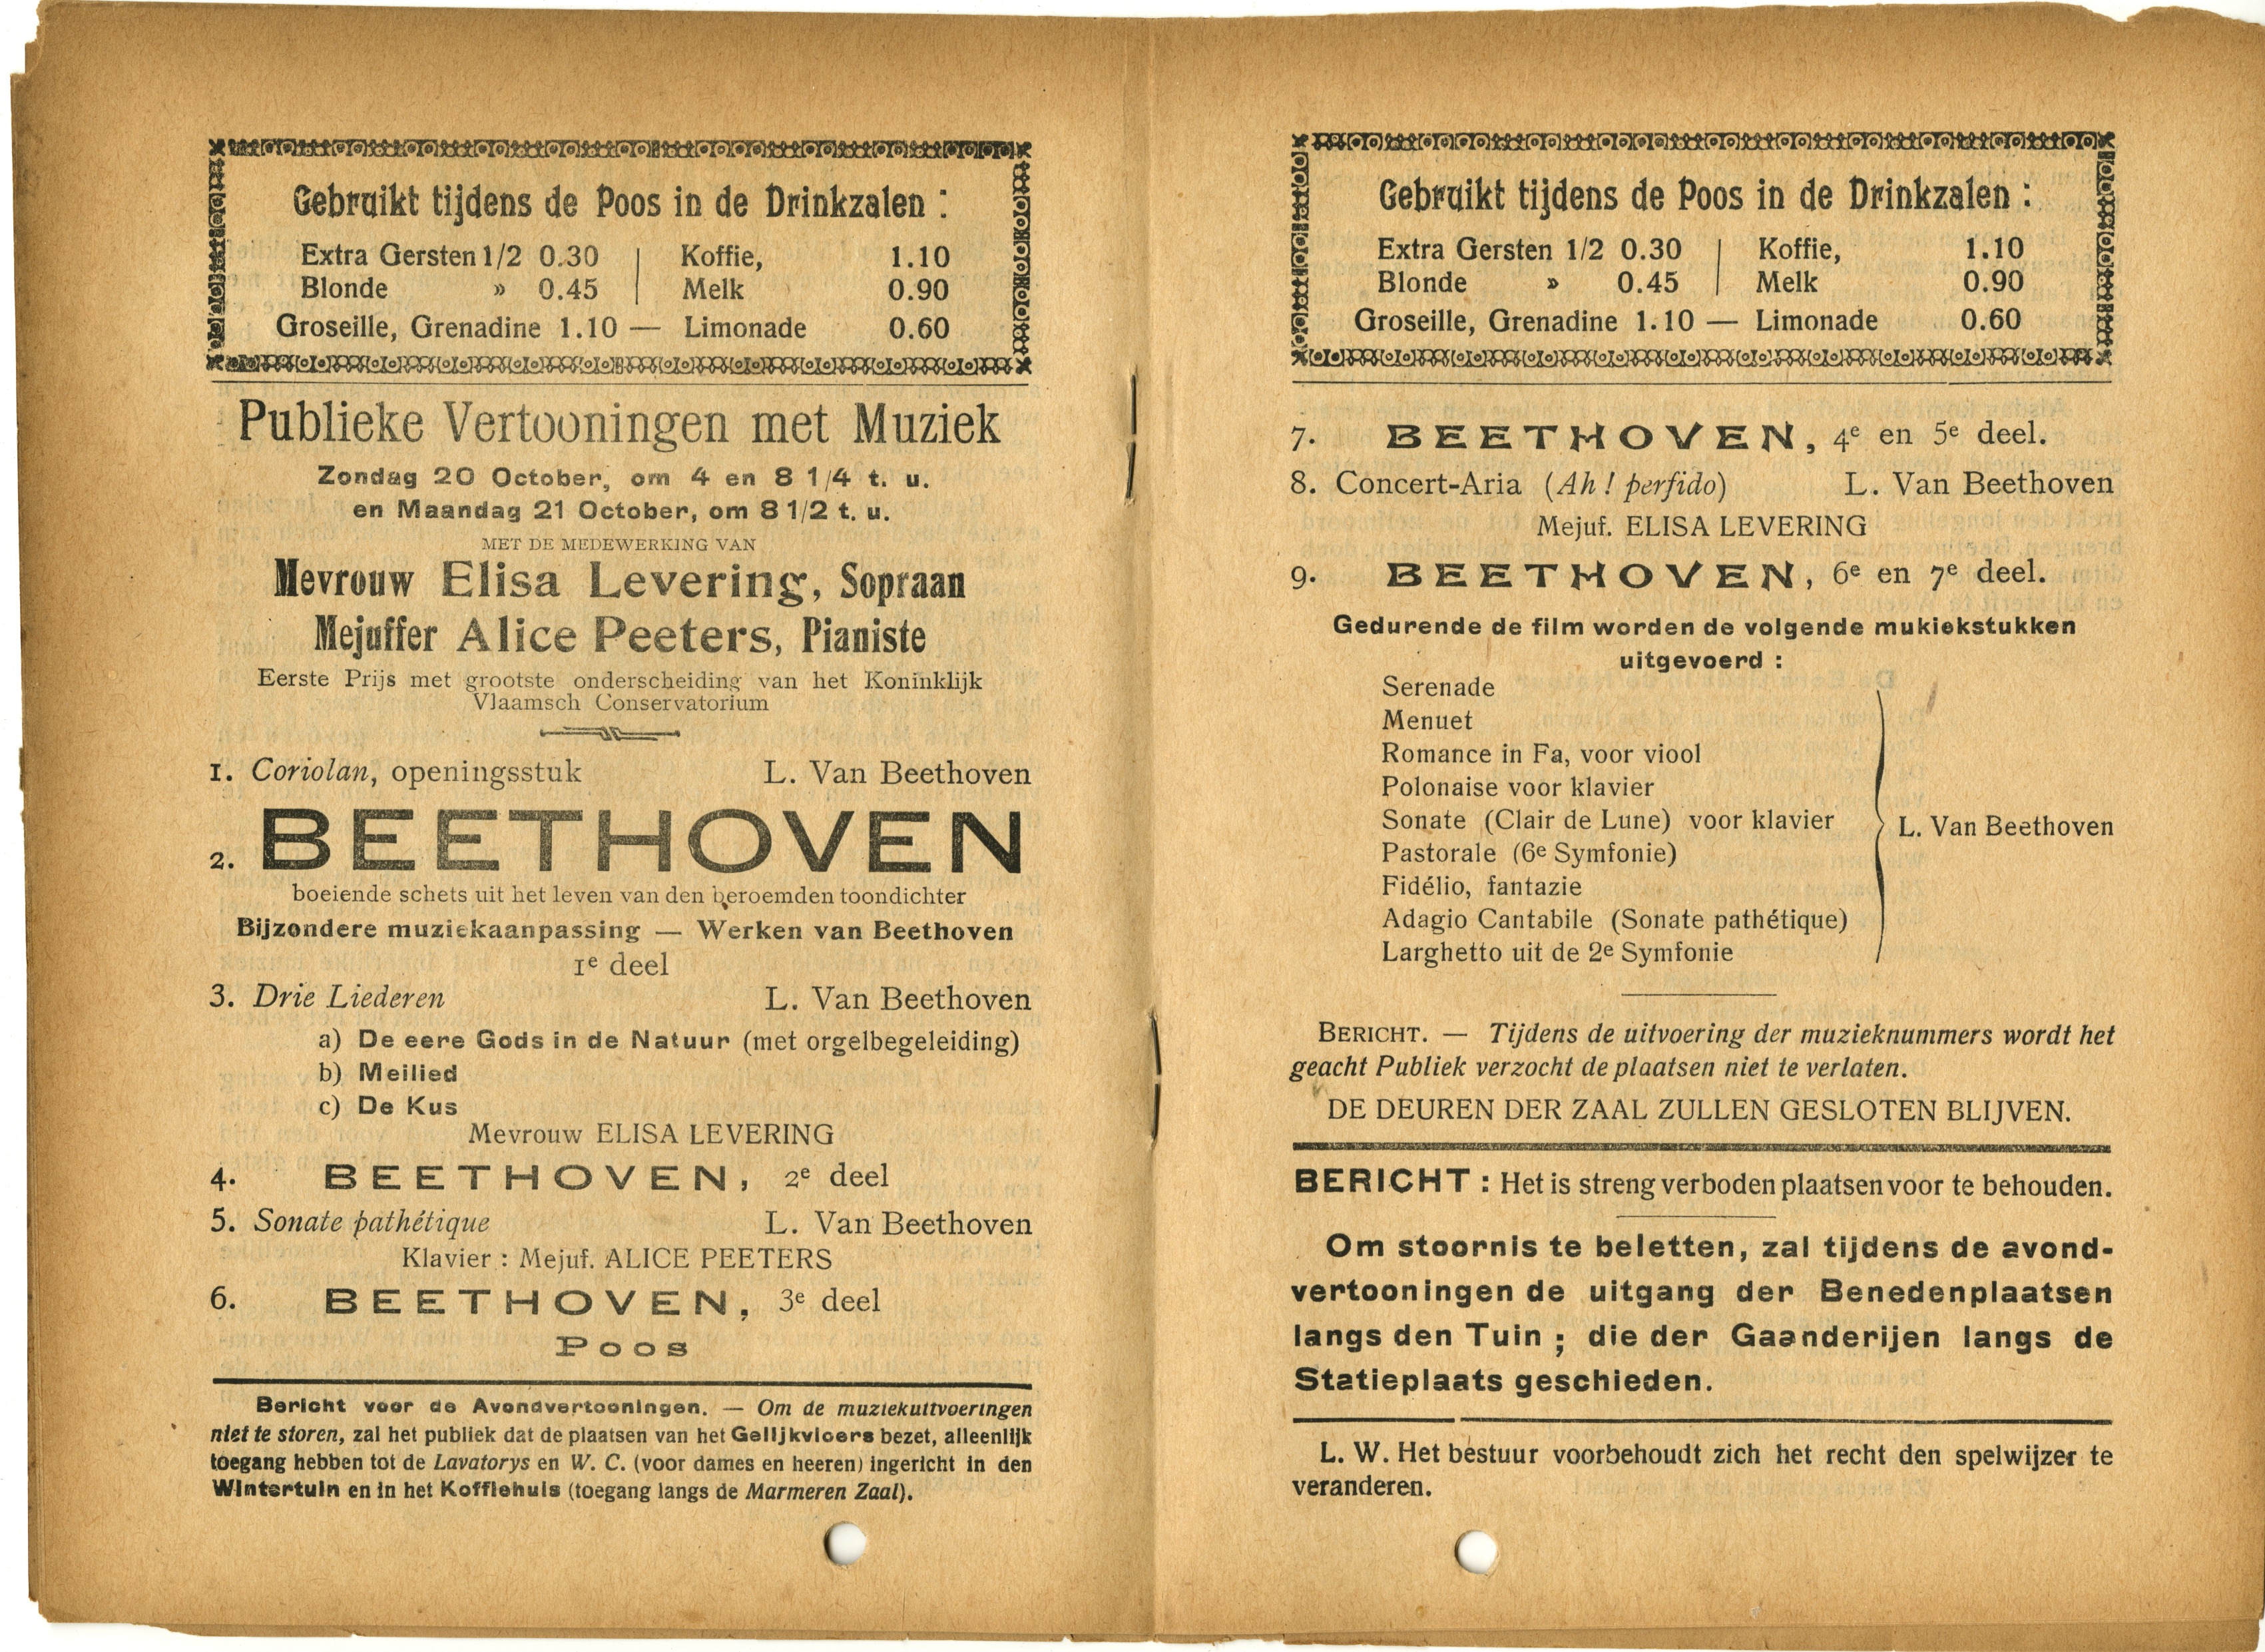 Gebruikt tijdens de Poos in de Drinkzalen :
Extra Gersten 1/2 0.30 | Koffie, 1.10
Blonde » 0.45 | Melk 0.90
Groseille, Grenadine 1.10 — Limonade 0.60
Publieke Vertooningen met Muziek
Zondag 20 October, om 4 en 8 1/4 t. u.
en Maandag 21 October, om 8 1/2 t. u.
MET DE MEDEWERKING VAN
Mevrouw Elisa Levering, Sopraan
Mejuffer Alice Peeters, Pianiste
Eerste Prijs met grootste onderscheiding van het Koninklijk
Vlaamsch Conservatorium
1. Coriolan, openingsstuk L. Van Beethoven
2. BEETHOVEN
boeiende schets uit het leven van den beroemden toondichter
Bijzondere muziekaanpassing — Werken van Beethoven
1e deel
3. Drie Liederen L. Van Beethoven
a) De eere Gods in de Natuur (met orgelbegeleiding)
b) Meilied
c) De Kus
Mevrouw ELISA LEVERING
4. BEETHOVEN, 2e deel
5. Sonate pathétique L. Van Beethoven
Klavier : Mejuf. ALICE PEETERS
6. BEETHOVEN, 3e deel
Poos
Bericht voor de Avondvertooningen. — Om de muziekuitvoeringen
niet te storen, zal het publiek dat de plaatsen van het Gelijkvloers bezet, alleenlijk
toegang hebben tot de Lavatorys en W. C. (voor dames en heeren) ingericht in den
Wintertuin en in het Koffiehuis (toegang langs de Marmeren Zaal).
Gebruikt tijdens de Poos in de Drinkzalen :
Extra Gersten 1/2 0.30 | Koffie, 1.10
Blonde » 0.45 | Melk 0.90
Groseille, Grenadine 1.10 — Limonade 0.60
7. BEETHOVEN, 4e en 5e deel.
8. Concert-Aria (Ah ! perfido) L. Van Beethoven
Mejuf. ELISA LEVERING
9. BEETHOVEN, 6e en 7e deel.
Gedurende de film worden de volgende mukiekstukken
uitgevoerd :
Serenade
Menuet
Romance in Fa, voor viool
Polonaise voor klavier
Sonate (Clair de Lune) voor klavier
L. Van Beethoven
Pastorale (6e Symfonie)
Fidélio, fantazie
Adagio Cantabile (Sonate pathétique)
Larghetto uit de 2e Symfonie
BERICHT. — Tijdens de uitvoering der muzieknummers wordt het
geacht Publiek verzocht de plaatsen niet te verlaten.
DE DEUREN DER ZAAL ZULLEN GESLOTEN BLIJVEN.
BERICHT : Het is streng verboden plaatsen voor te behouden.
Om stoornis te beletten, zal tijdens de avond-
vertooningen de uitgang der Benedenplaatsen
langs den Tuin ; die der Gaanderijen langs de
Statieplaats geschieden.
L. W. Het bestuur voorbehoudt zich het recht den spelwijzer te
veranderen.